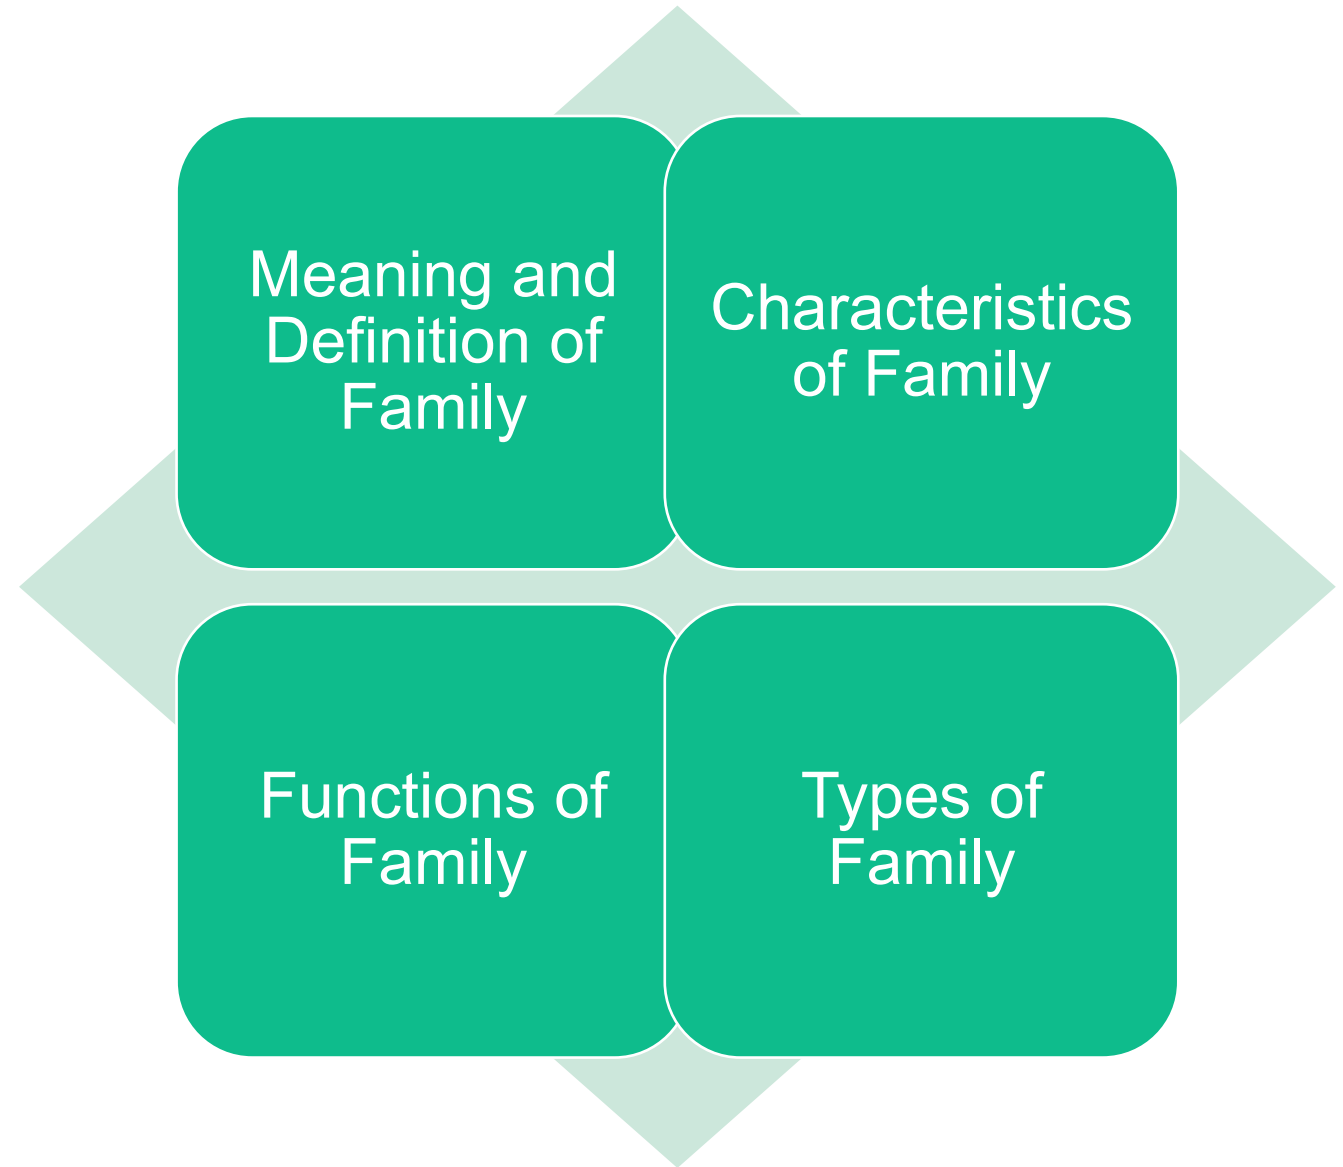 Meaning and
Definition of
Family
Characteristics
of Family
Functions of
Family
Types of
Family